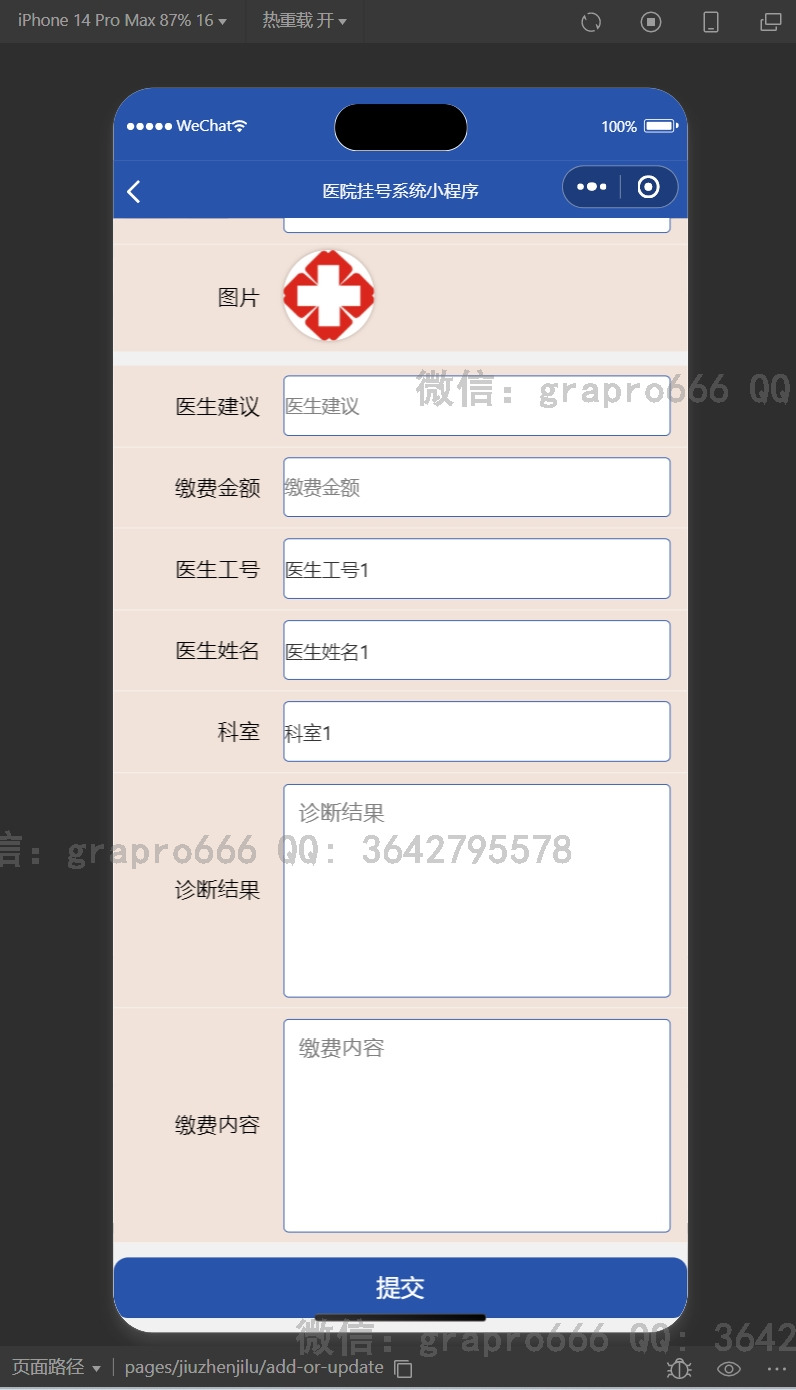 iPhone 14 Pro Max 87% 16 热重载 开
WeChat 100%
医院挂号系统小程序
图片
微信：grapro666 QQ
医生建议 医生建议
缴费金额 缴费金额
医生工号 医生工号1
医生姓名 医生姓名1
科室 科室1
诊断结果
信：grapro666 QQ: 3642795578
诊断结果
缴费内容
缴费内容
提交
微信：grapro666 QQ: 3642
页面路径 pages/jiuzhenjilu/add-or-update